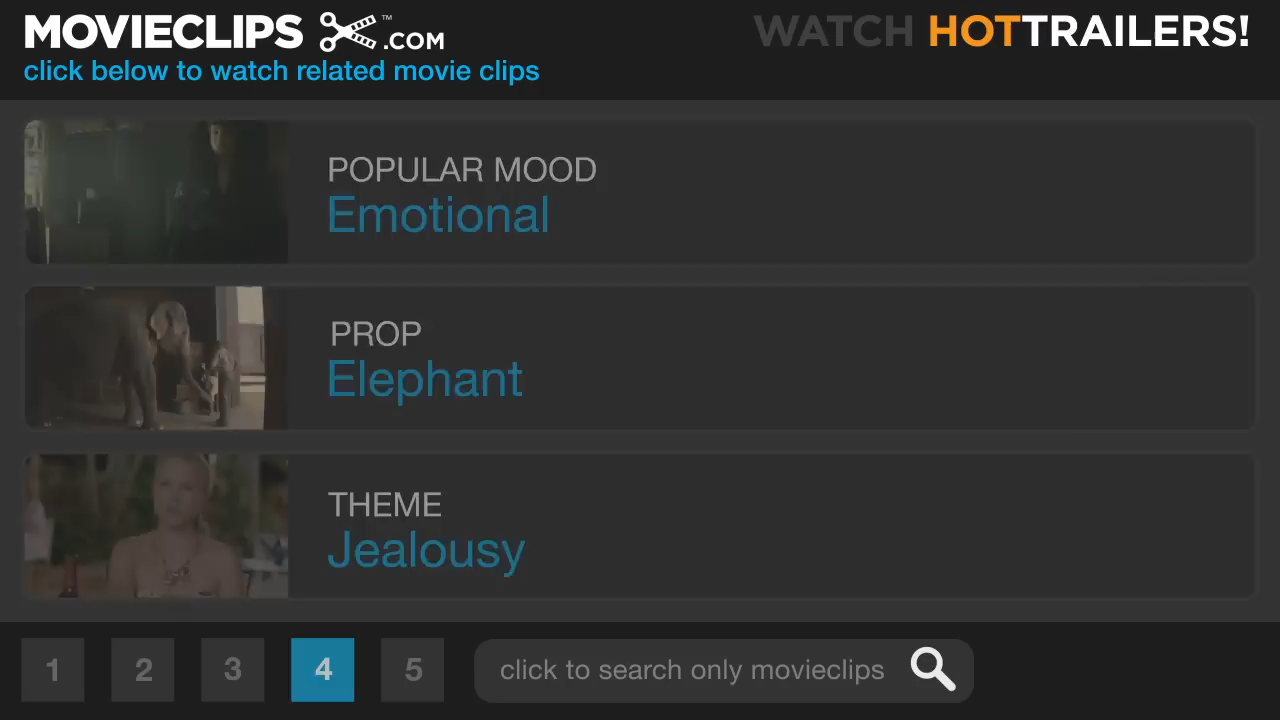 MOVIECLIPS ™ .COM
click below to watch related movie clips
WATCH HOTTRAILERS!
POPULAR MOOD
Emotional
PROP
Elephant
THEME
Jealousy
1 2 3 4 5 click to search only movieclips